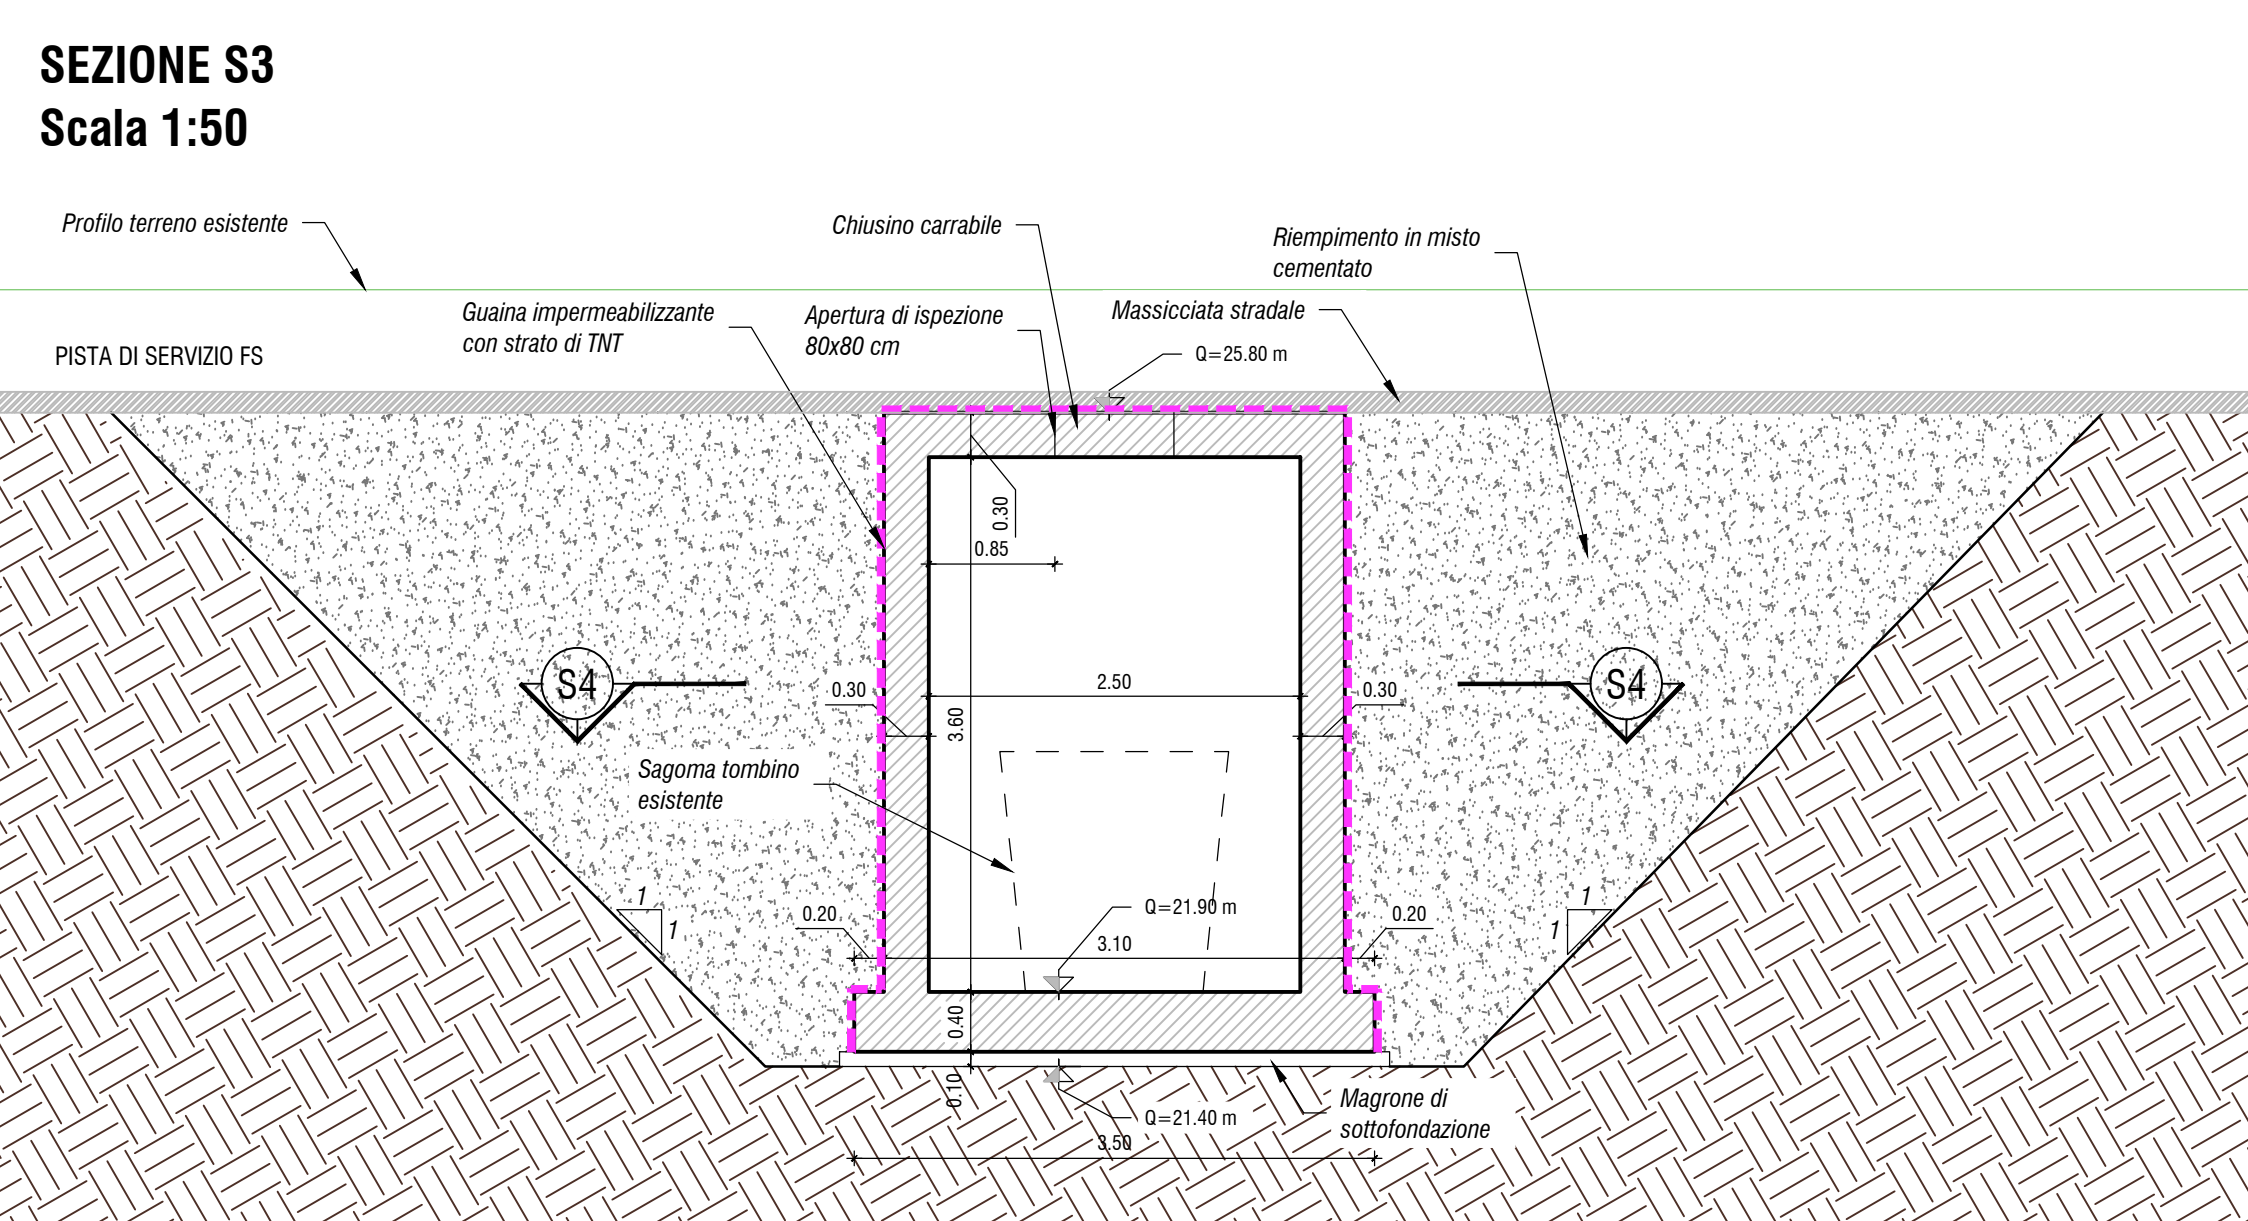 SEZIONE S3
Scala 1:50
Profilo terreno esistente
Chiusino carrabile
Riempimento in misto
cementato
Guaina impermeabilizzante
con strato di TNT
Apertura di ispezione
80x80 cm
Massicciata stradale
PISTA DI SERVIZIO FS
Q=25.80 m
0.30
0.85
S4
0.30
2.50
0.30
S4
3.60
Sagoma tombino
esistente
1
1
0.20
Q=21.90 m
3.10
0.20
1
1
0.40
0.10
Q=21.40 m
3.50
Magrone di
sottofondazione